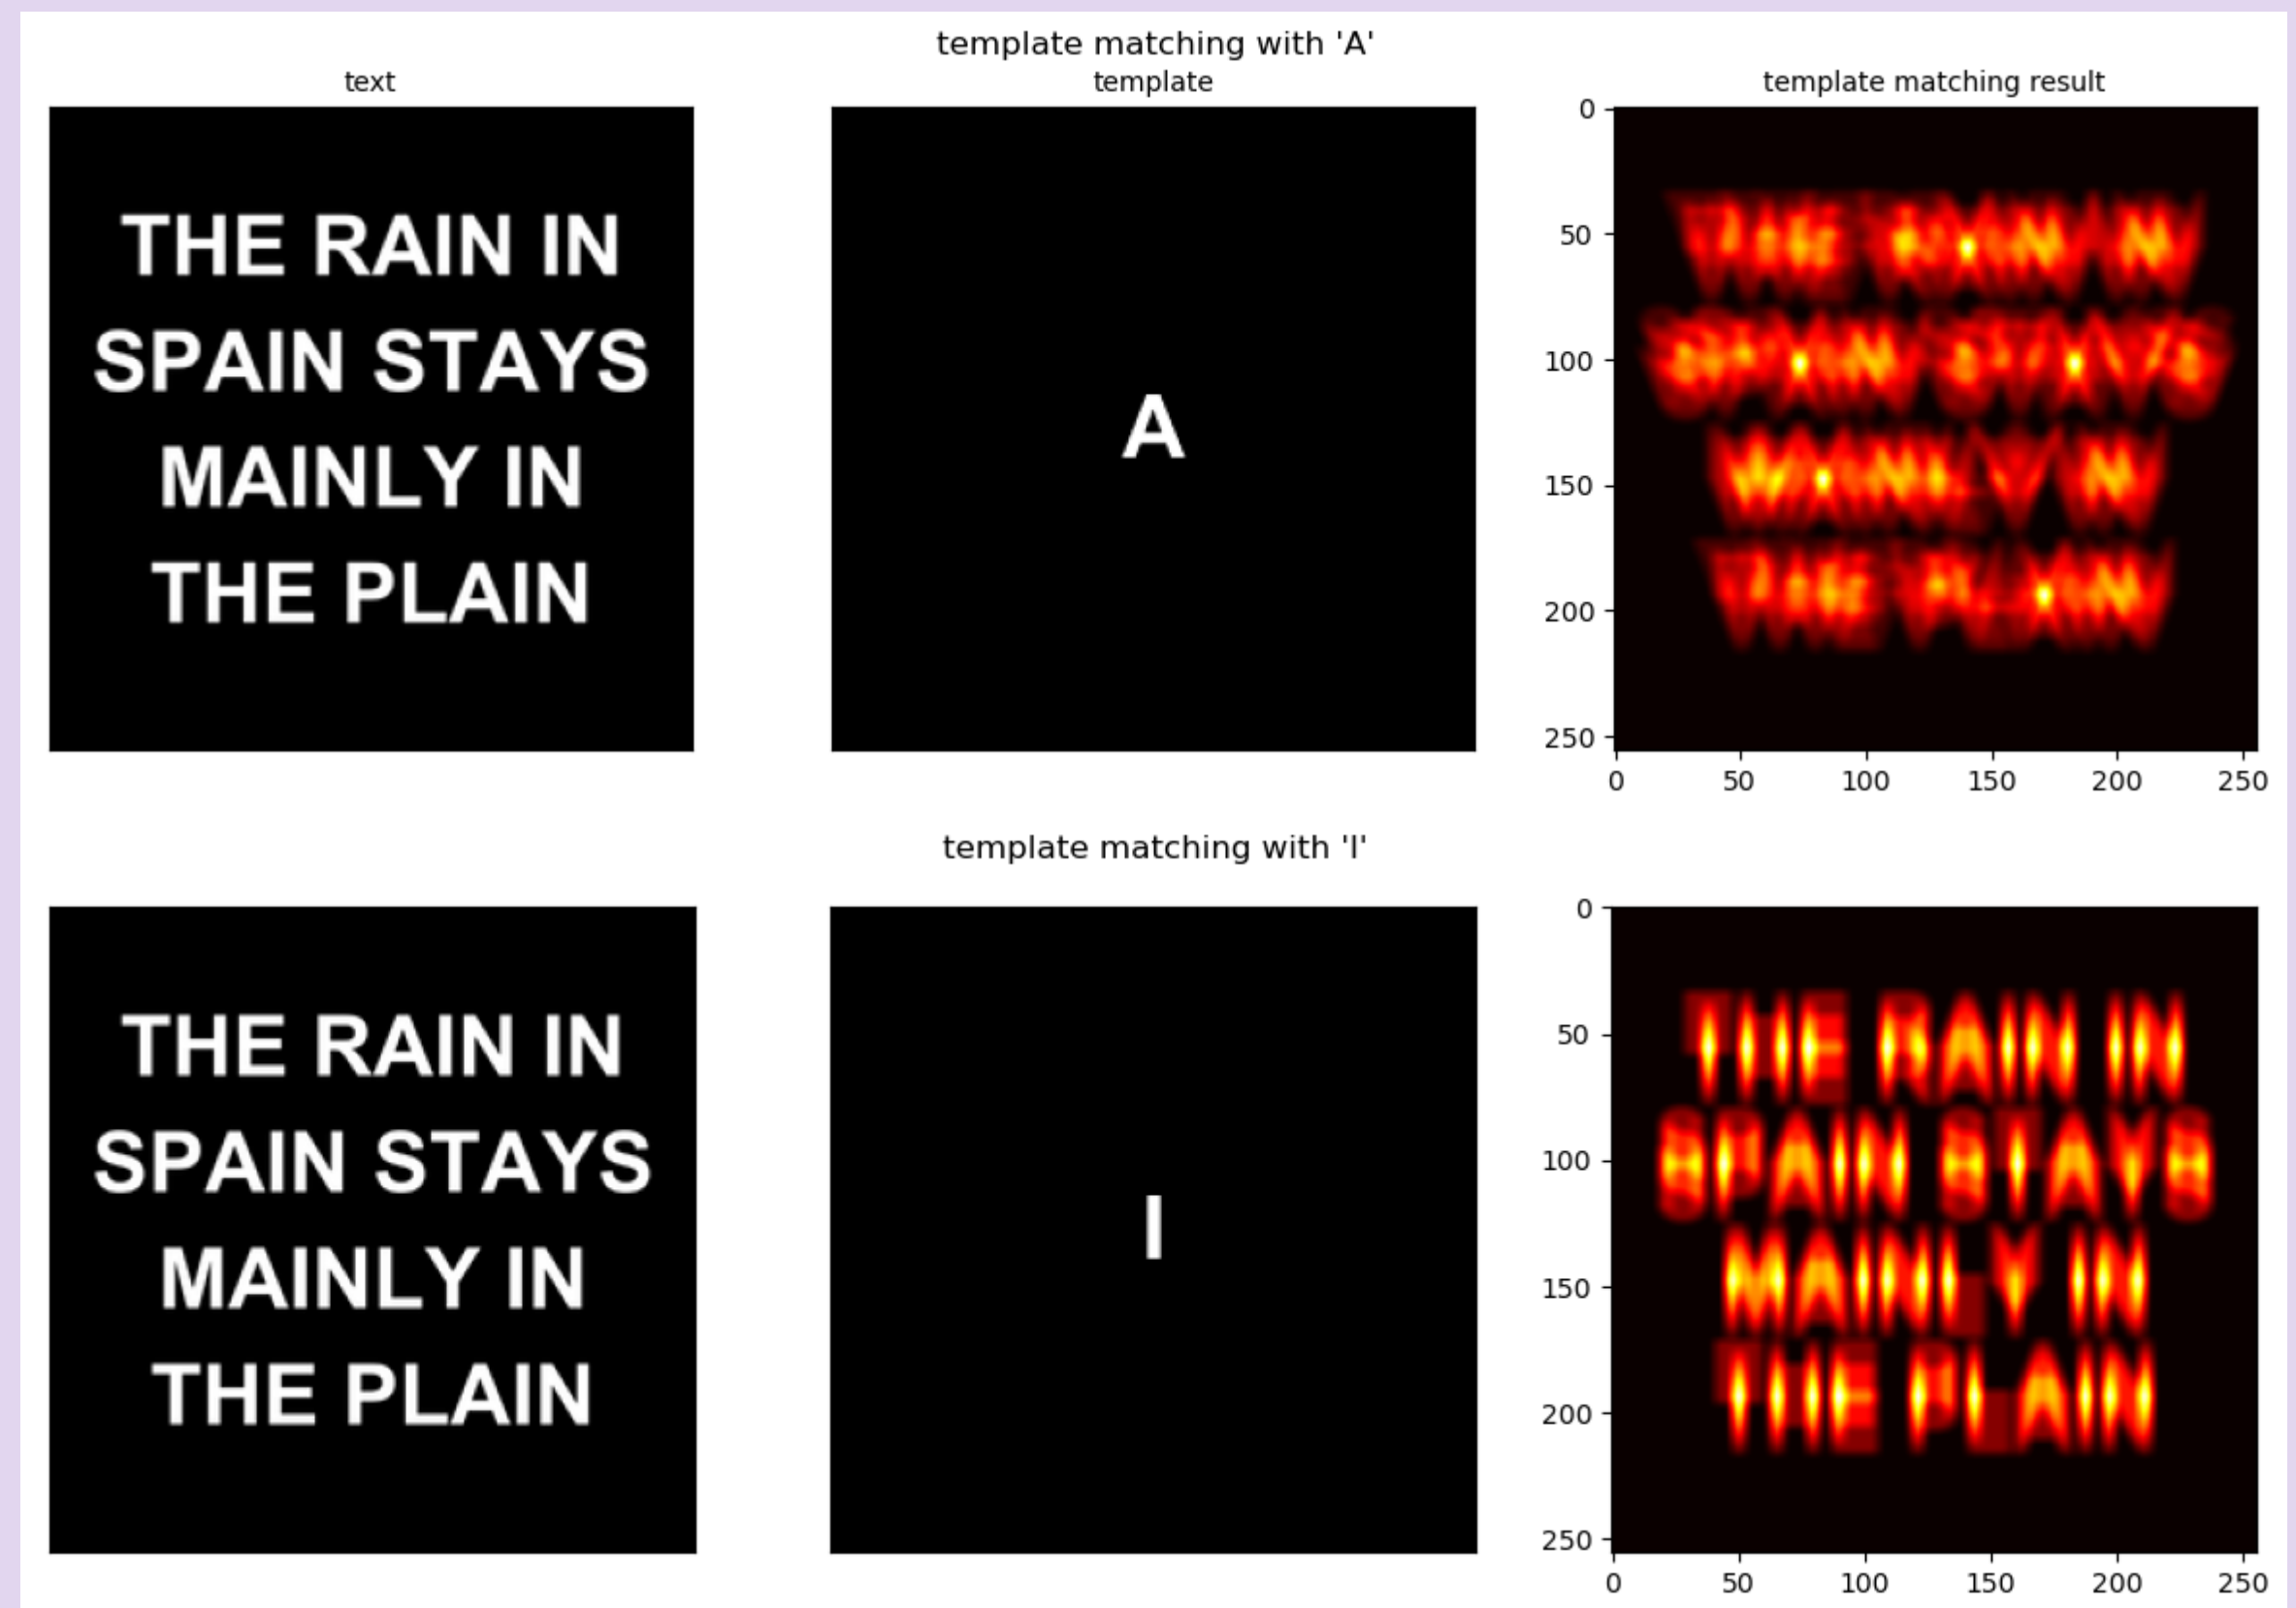 template matching with 'A'
text
template
template matching result
THE RAIN IN
SPAIN STAYS
MAINLY IN
THE PLAIN
A
0
50
100
150
200
250
0 50 100 150 200 250
template matching with 'I'
THE RAIN IN
SPAIN STAYS
MAINLY IN
THE PLAIN
I
0
50
100
150
200
250
0 50 100 150 200 250